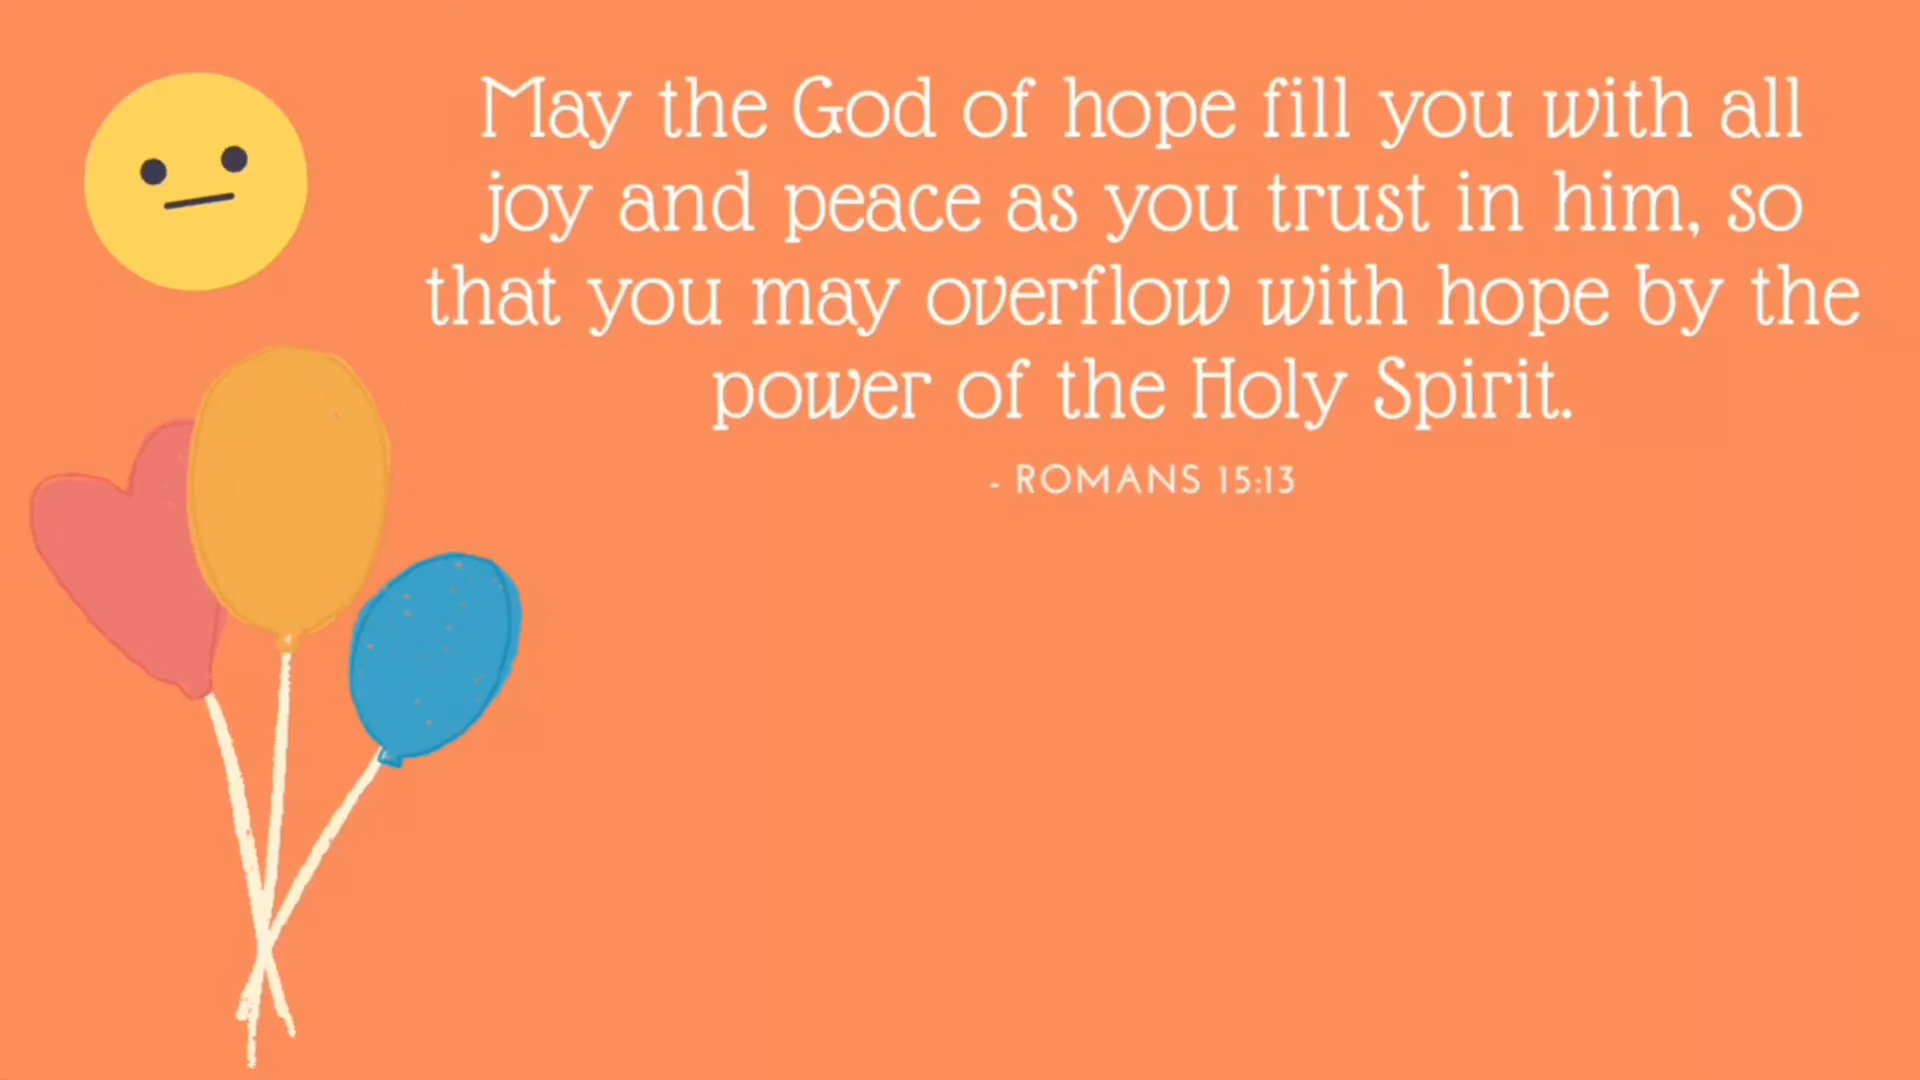 May the God of hope fill you with all
joy and peace as you trust in him, so
that you may overflow with hope by the
power of the Holy Spirit.
- ROMANS 15:13